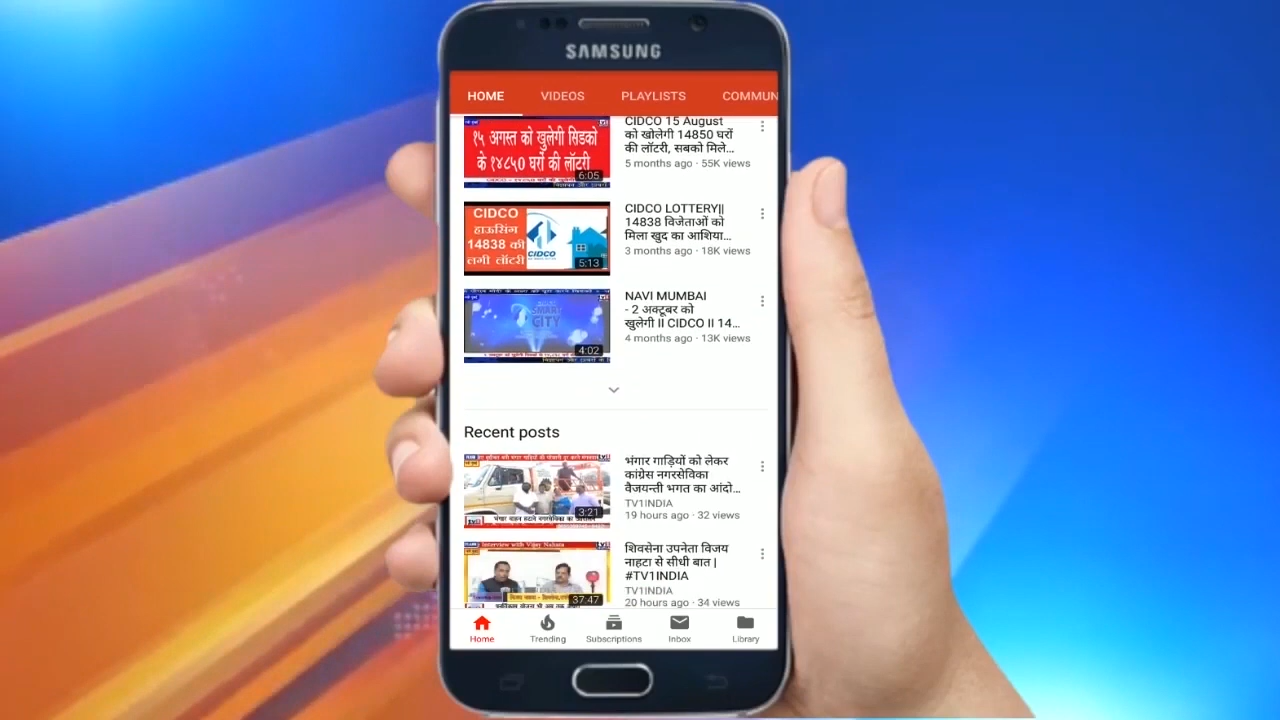 SAMSUNG
HOME
VIDEOS
PLAYLISTS
COMMUN
१५ अगस्त को खुलेगी सिडको
के १४८५० घरों की लॉटरी
6:05
CIDCO 15 August
को खोलेगी 14850 घरों
की लॉटरी, सबको मिले...
5 months ago · 55K views
CIDCO
हाऊसिंग
14838 की
लगी लॉटरी
CIDCO
5:13
CIDCO LOTTERY||
14838 विजेताओं को
मिला खुद का आशिया...
3 months ago · 18K views
SMART
CITY
4:02
NAVI MUMBAI
- 2 अक्टूबर को
खुलेगी II CIDCO II 14...
4 months ago · 13K views
Recent posts
3:21
भंगार गाड़ियों को लेकर
कांग्रेस नगरसेविका
वैजयन्ती भगत का आंदो...
TV1INDIA
19 hours ago · 32 views
Interview with Vijay Nahata
37:47
शिवसेना उपनेता विजय
नाहटा से सीधी बात |
#TV1INDIA
TV1INDIA
20 hours ago · 34 views
Home
Trending
Subscriptions
Inbox
Library